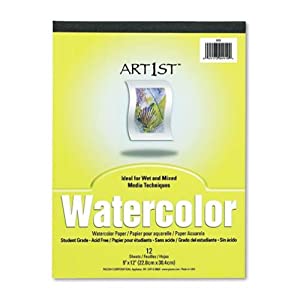 ART1ST™
Ideal for Wet and Mixed
Media Techniques
Watercolor
Watercolor Paper / Papier pour aquarelle / Papel Acuarela
Student Grade • Acid Free / Papier pour étudiants • Sans acide / Grado del estudiantes • Sin ácido
12
Sheets / Feuilles / Hojas
9" x 12" (22.8cm x 30.4cm)